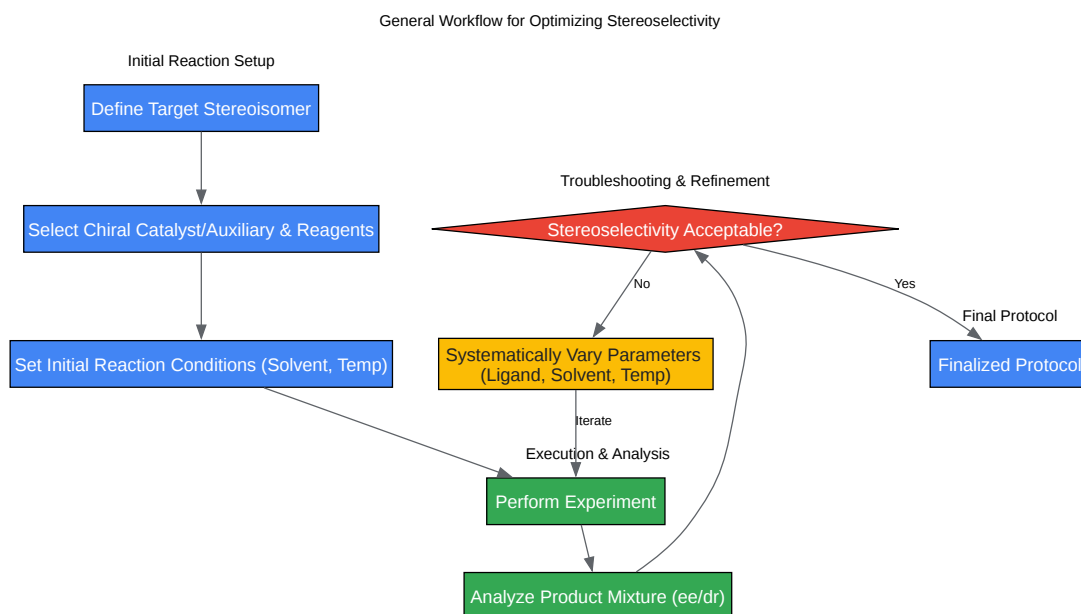 General Workflow for Optimizing Stereoselectivity
Initial Reaction Setup
Define Target Stereoisomer
Select Chiral Catalyst/Auxiliary & Reagents
Set Initial Reaction Conditions (Solvent, Temp)
Troubleshooting & Refinement
Stereoselectivity Acceptable?
No
Yes
Systematically Vary Parameters
(Ligand, Solvent, Temp)
Iterate
Final Protocol
Finalized Protocol
Execution & Analysis
Perform Experiment
Analyze Product Mixture (ee/dr)